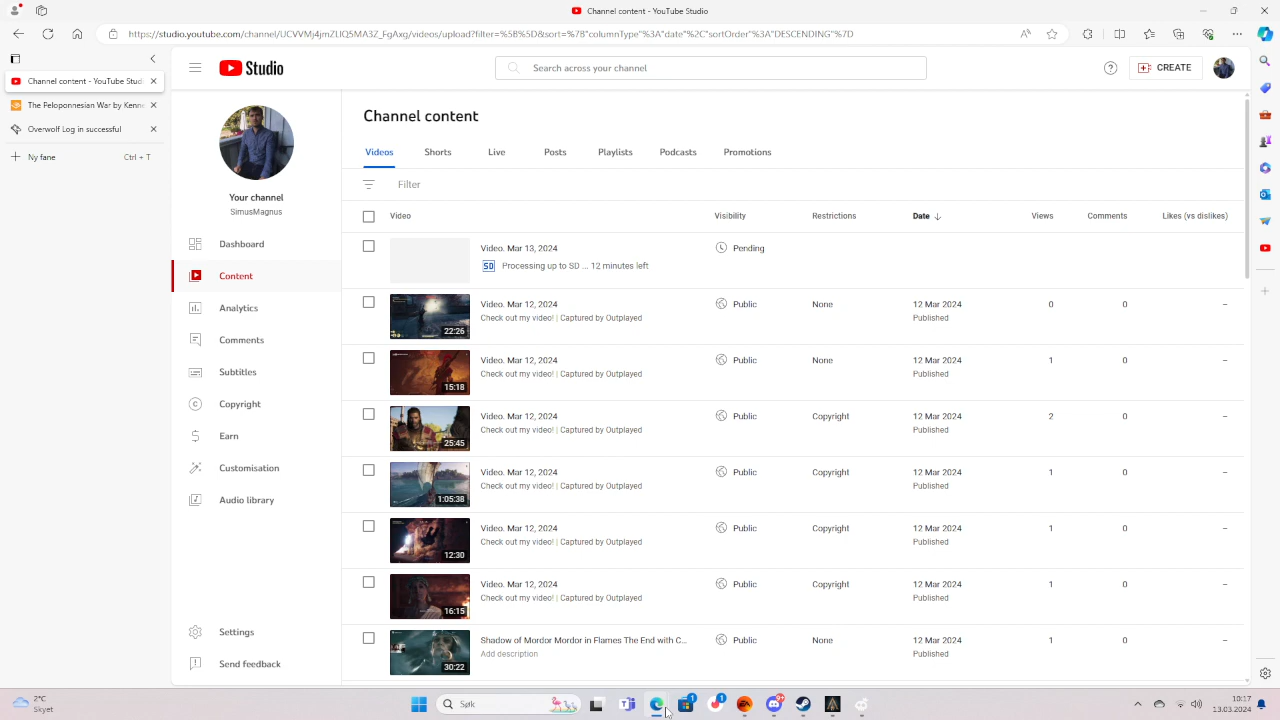 Channel content - YouTube Studio
https://studio.youtube.com/channel/UCVVMj4jmZLIQ5MA3Z_FgAxg/videos/upload?filter=%5B%5D&sort=%7B"columnType"%3A"date"%2C"sortOrder"%3A"DESCENDING"%7D
Channel content - YouTube Stud
The Peloponnesian War by Kenne
Overwolf Log in successful
Ny fane Ctrl + T
Studio
Search across your channel
CREATE
Your channel
SimusMagnus
Dashboard
Content
Analytics
Comments
Subtitles
Copyright
Earn
Customisation
Audio library
Settings
Send feedback
Channel content
Videos Shorts Live Posts Playlists Podcasts Promotions
Filter
Video Visibility Restrictions Date Views Comments Likes (vs dislikes)
Video. Mar 13, 2024 Pending
SD Processing up to SD ... 12 minutes left
Video. Mar 12, 2024 Public None 12 Mar 2024 0 0 –
22:26 Check out my video! | Captured by Outplayed Published
Video. Mar 12, 2024 Public None 12 Mar 2024 1 0 –
15:18 Check out my video! | Captured by Outplayed Published
Video. Mar 12, 2024 Public Copyright 12 Mar 2024 2 0 –
25:45 Check out my video! | Captured by Outplayed Published
Video. Mar 12, 2024 Public Copyright 12 Mar 2024 1 0 –
1:05:38 Check out my video! | Captured by Outplayed Published
Video. Mar 12, 2024 Public Copyright 12 Mar 2024 1 0 –
12:30 Check out my video! | Captured by Outplayed Published
Video. Mar 12, 2024 Public Copyright 12 Mar 2024 1 0 –
16:15 Check out my video! | Captured by Outplayed Published
Shadow of Mordor Mordor in Flames The End with C... Public None 12 Mar 2024 1 0 –
30:22 Add description Published
2°C
Skyet
Søk
10:17
13.03.2024